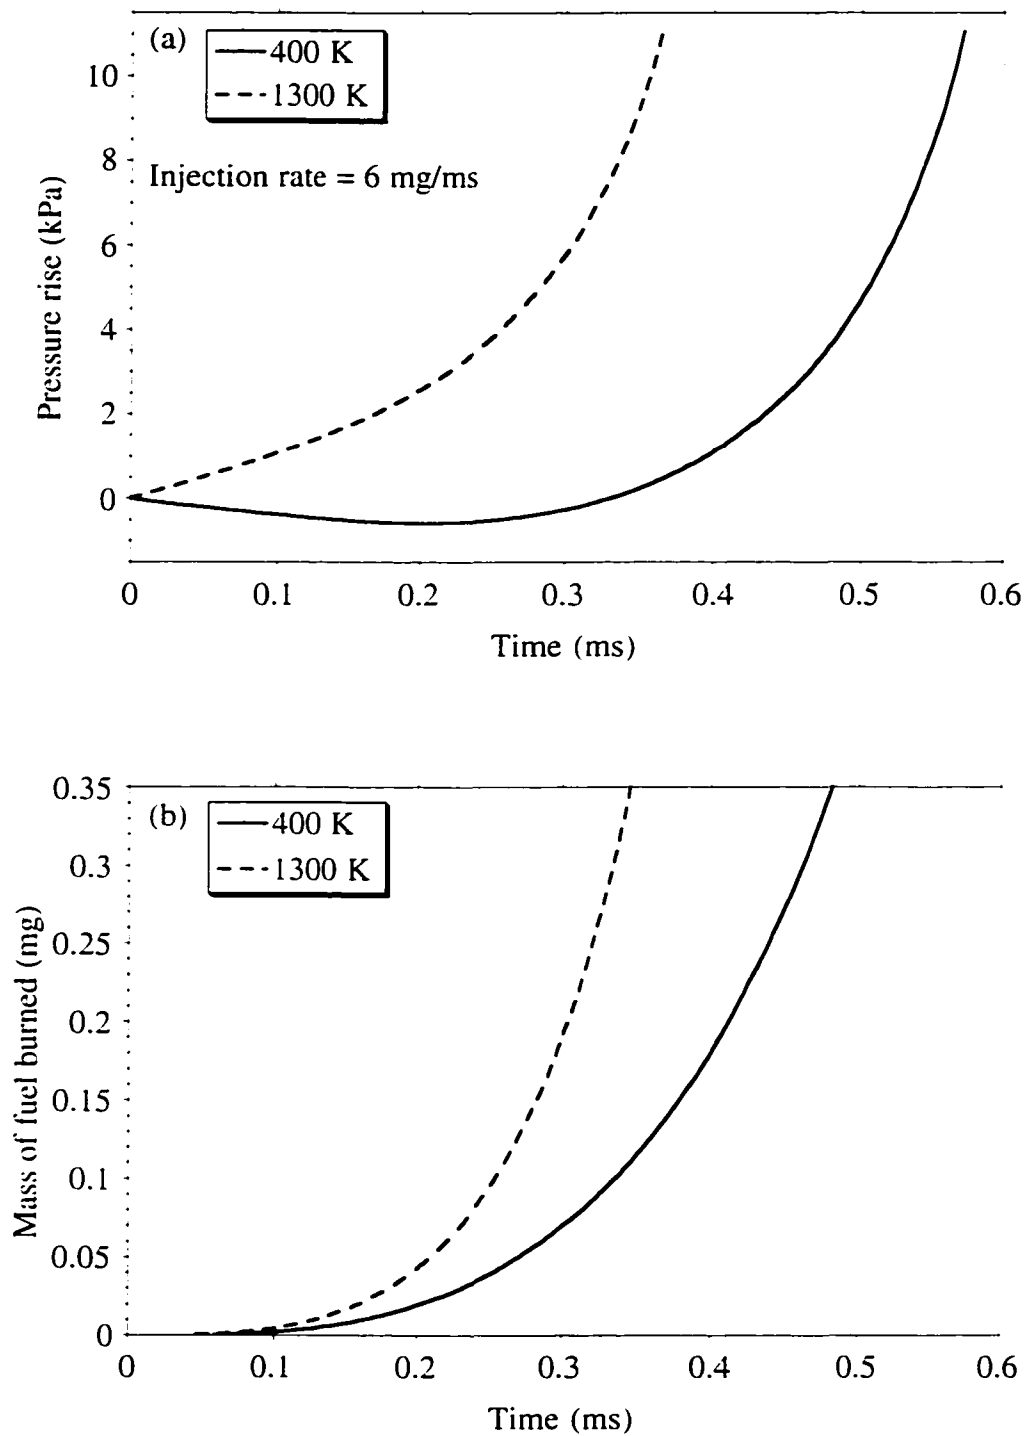 (a)
400 K
1300 K
Injection rate = 6 mg/ms
Pressure rise (kPa)
10
8
6
4
2
0
0 0.1 0.2 0.3 0.4 0.5 0.6
Time (ms)
(b)
400 K
1300 K
Mass of fuel burned (mg)
0.35
0.3
0.25
0.2
0.15
0.1
0.05
0
0 0.1 0.2 0.3 0.4 0.5 0.6
Time (ms)